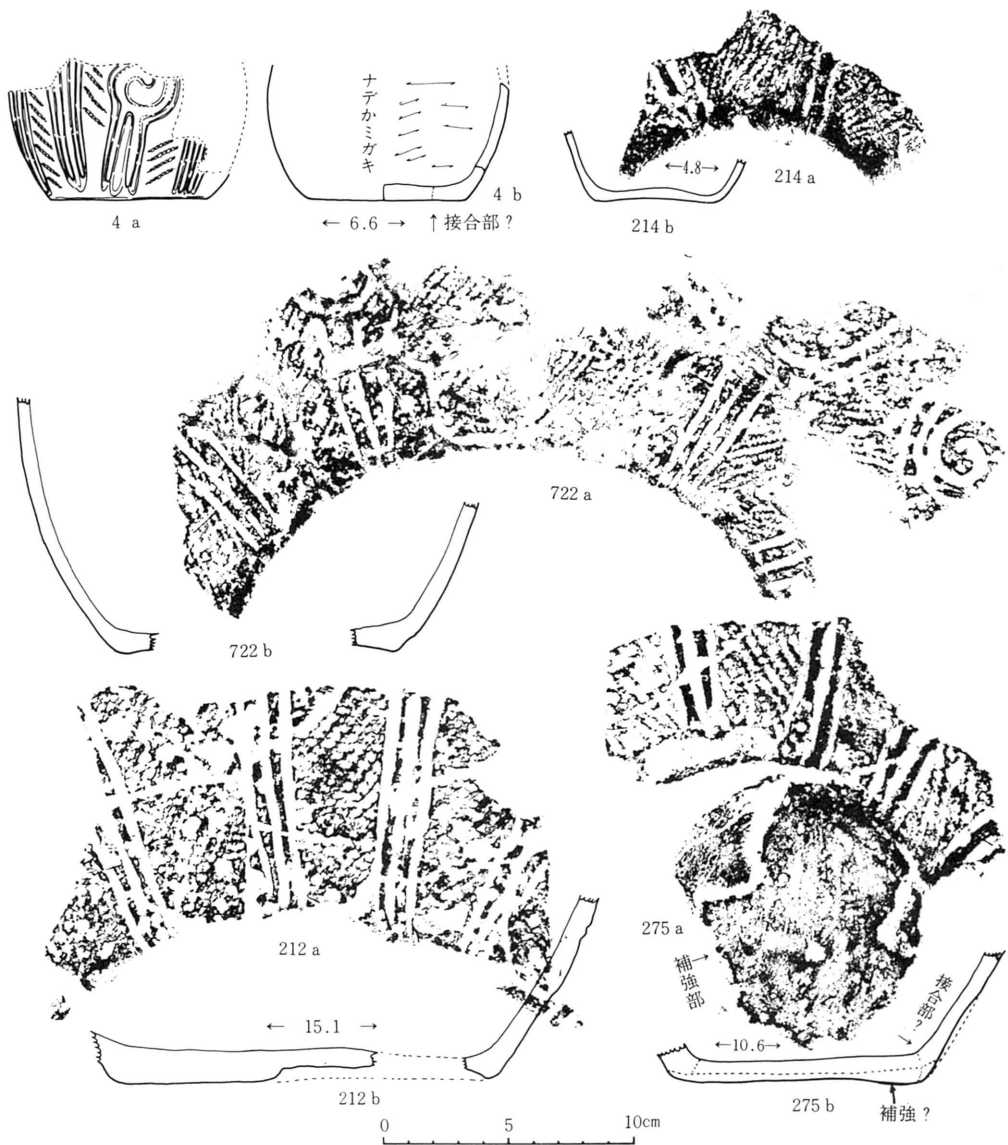 ナデかミガキ
4 a
← 6.6 →
↑接合部?
4 b
←4.8→
214 a
214 b
722 a
722 b
212 a
← 15.1 →
212 b
275 a
補強部→
接合部?→
←10.6→
275 b
補強?
0 5 10cm